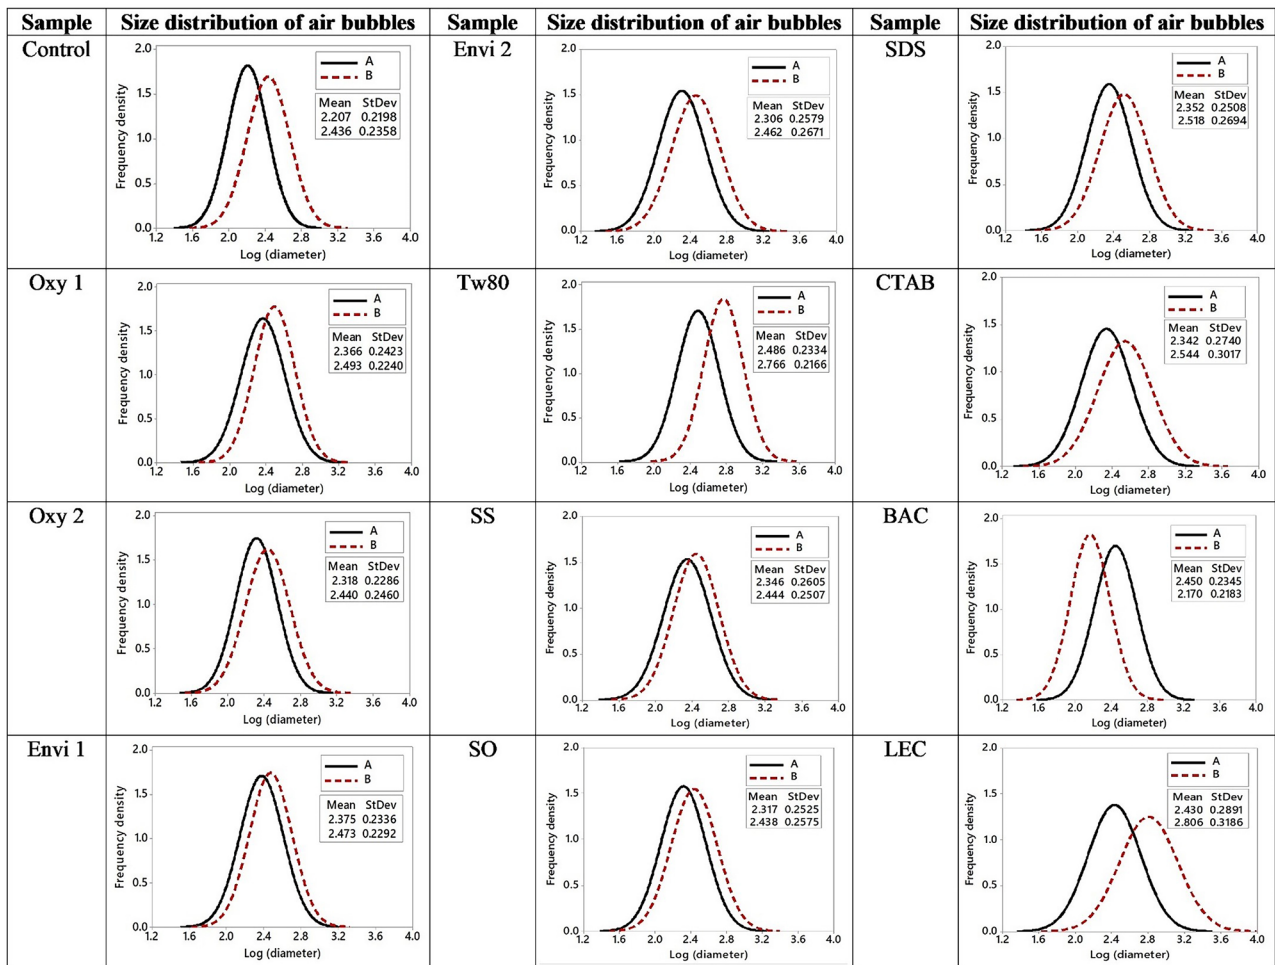 Sample Size distribution of air bubbles Sample Size distribution of air bubbles Sample Size distribution of air bubbles
Control
2.0
1.5
1.0
0.5
0.0
Frequency density
A
B
Mean StDev
2.207 0.2198
2.436 0.2358
1.2 2.0 2.4 2.8 3.2 3.6 4.0
Log (diameter)
Envi 2
2.0
1.5
1.0
0.5
0.0
Frequency density
A
B
Mean StDev
2.306 0.2579
2.462 0.2671
1.2 2.0 2.4 2.8 3.2 3.6 4.0
Log (diameter)
SDS
2.0
1.5
1.0
0.5
0.0
Frequency density
A
B
Mean StDev
2.352 0.2508
2.518 0.2694
1.2 1.6 2.0 2.4 2.8 3.2 3.6 4.0
Log (diameter)
Oxy 1
2.0
1.5
1.0
0.5
0.0
Frequency density
A
B
Mean StDev
2.366 0.2423
2.493 0.2240
1.2 1.6 2.0 2.4 2.8 3.2 3.6 4.0
Log (diameter)
Tw80
2.0
1.5
1.0
0.5
0.0
Frequency density
A
B
Mean StDev
2.486 0.2334
2.766 0.2166
1.2 1.6 2.0 2.4 2.8 3.2 3.6 4.0
Log (diameter)
CTAB
2.0
1.5
1.0
0.5
0.0
Frequency density
A
B
Mean StDev
2.342 0.2740
2.544 0.3017
1.2 1.6 2.0 2.4 2.8 3.2 3.6 4.0
Log (diameter)
Oxy 2
2.0
1.5
1.0
0.5
0.0
Frequency density
A
B
Mean StDev
2.318 0.2286
2.440 0.2460
1.2 1.6 2.0 2.4 2.8 3.2 3.6 4.0
Log (diameter)
SS
2.0
1.5
1.0
0.5
0.0
Frequency density
A
B
Mean StDev
2.346 0.2605
2.444 0.2507
1.2 1.6 2.0 2.4 2.8 3.2 3.6 4.0
Log (diameter)
BAC
2.0
1.5
1.0
0.5
0.0
Frequency density
A
B
Mean StDev
2.450 0.2345
2.170 0.2183
1.2 1.6 2.0 2.4 2.8 3.2 3.6 4.0
Log (diameter)
Envi 1
2.0
1.5
1.0
0.5
0.0
Frequency density
A
B
Mean StDev
2.375 0.2336
2.473 0.2292
1.2 1.6 2.0 2.4 2.8 3.2 3.6 4.0
Log (diameter)
SO
2.0
1.5
1.0
0.5
0.0
Frequency density
A
B
Mean StDev
2.317 0.2525
2.438 0.2575
1.2 1.6 2.0 2.4 2.8 3.2 3.6 4.0
Log (diameter)
LEC
2.0
1.5
1.0
0.5
0.0
Frequency density
A
B
Mean StDev
2.430 0.2891
2.806 0.3186
1.2 1.6 2.0 2.4 2.8 3.2 3.6 4.0
Log (diameter)